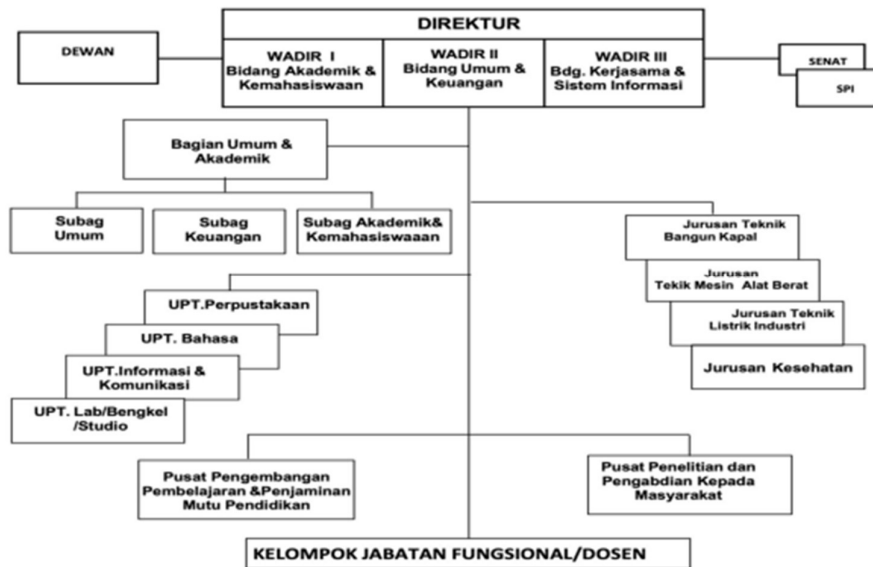 DIREKTUR
DEWAN
WADIR I
Bidang Akademik &
Kemahasiswaan
WADIR II
Bidang Umum &
Keuangan
WADIR III
Bdg. Kerjasama &
Sistem Informasi
SENAT
SPI
Bagian Umum &
Akademik
Subag
Umum
Subag
Keuangan
Subag Akademik&
Kemahasiswaaan
Jurusan Teknik
Bangun Kapal
Jurusan
Tekik Mesin Alat Berat
Jurusan Teknik
Listrik Industri
Jurusan Kesehatan
UPT.Perpustakaan
UPT. Bahasa
UPT.Informasi &
Komunikasi
UPT. Lab/Bengkel
/Studio
Pusat Pengembangan
Pembelajaran &Penjaminan
Mutu Pendidikan
Pusat Penelitian dan
Pengabdian Kepada
Masyarakat
KELOMPOK JABATAN FUNGSIONAL/DOSEN